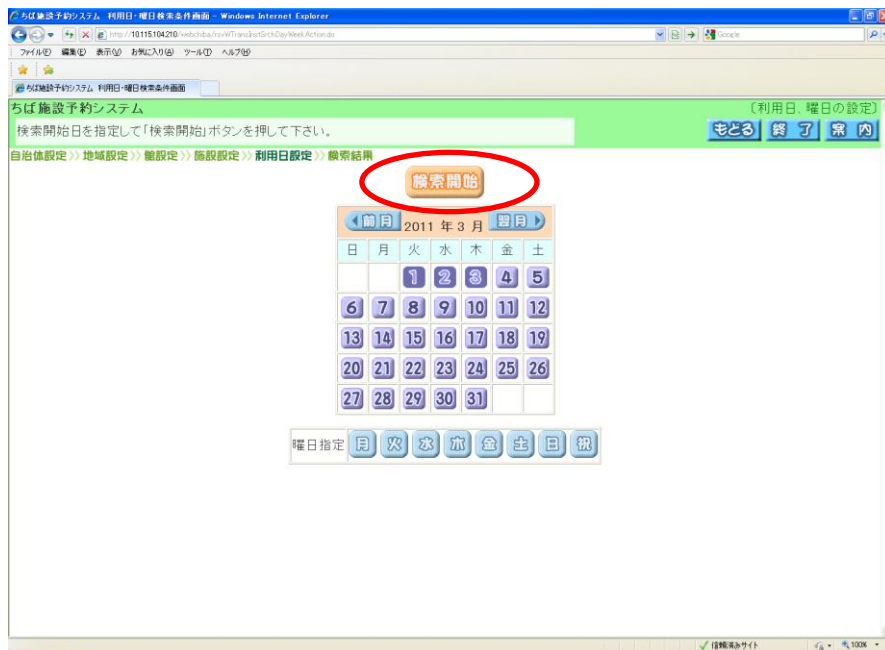 ちば施設予約システム 利用日・曜日検索条件画面 - Windows Internet Explorer
Google
ファイル(F) 編集(E) 表示(V) お気に入り(A) ツール(T) ヘルプ(H)
ちば施設予約システム 利用日・曜日検索条件画面
ちば施設予約システム
〔利用日、曜日の設定〕
検索開始日を指定して「検索開始」ボタンを押して下さい。
もどる 終了 案内
自治体設定>>地域設定>>館設定>>施設設定>>利用日設定>>検索結果
検索開始
前月 2011 年 3 月 翌月
日 月 火 水 木 金 土
1 2 3 4 5
6 7 8 9 10 11 12
13 14 15 16 17 18 19
20 21 22 23 24 25 26
27 28 29 30 31
曜日指定 月 火 水 木 金 土 日 祝
信頼済みサイト
100%